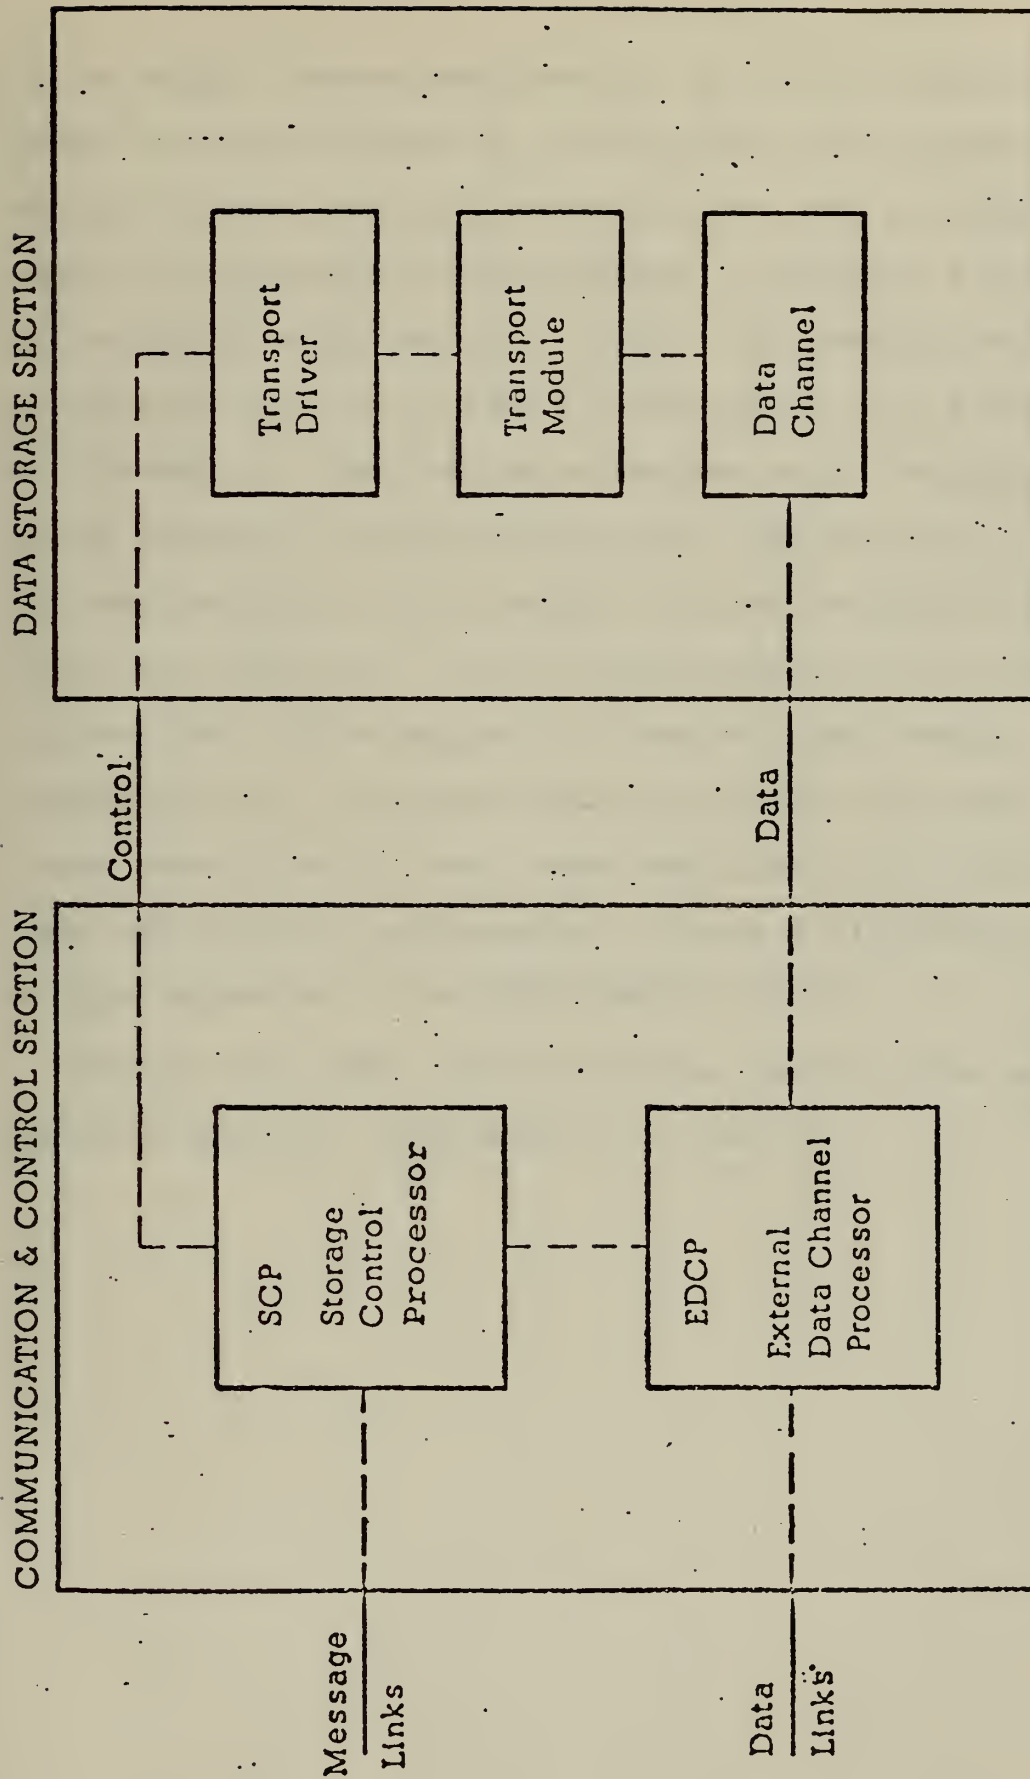 COMMUNICATION & CONTROL SECTION
DATA STORAGE SECTION
Message
Links
SCP
Storage
Control
Processor
Control
Transport
Driver
Transport
Module
Data
Links
EDCP
External
Data Channel
Processor
Data
Data
Channel